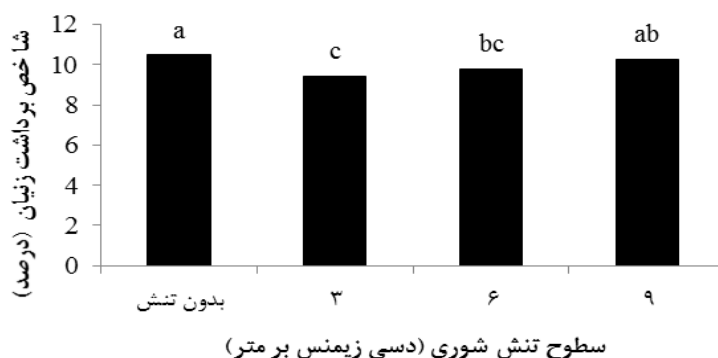 شاخص برداشت زنیان (درصد)
12
10
8
6
4
2
0
a
c
bc
ab
بدون تنش
۳
۶
۹
سطوح تنش شوری (دسی زیمنس بر متر)